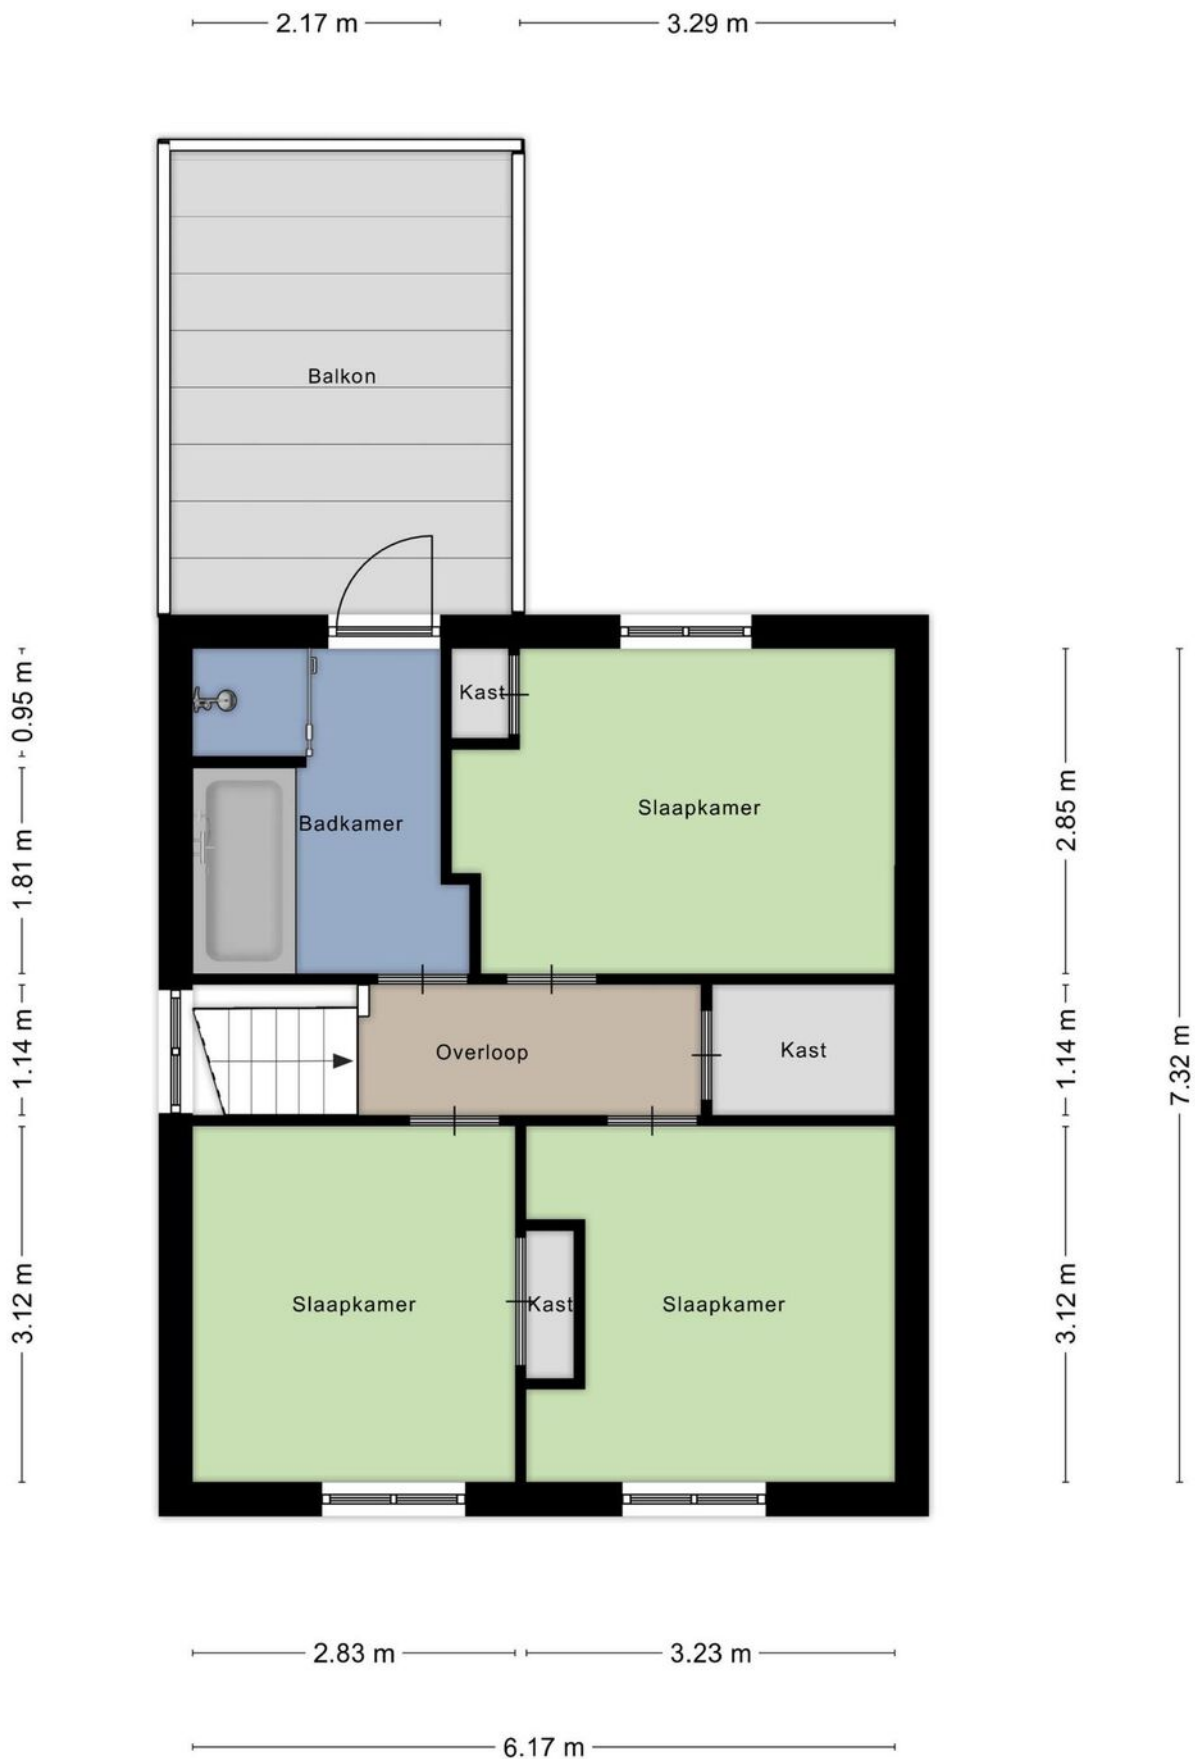 2.17 m
3.29 m
Balkon
0.95 m
Kast
Slaapkamer
2.85 m
Badkamer
1.81 m
1.14 m
Overloop
Kast
1.14 m
7.32 m
3.12 m
Slaapkamer
Kast
Slaapkamer
3.12 m
2.83 m
3.23 m
6.17 m